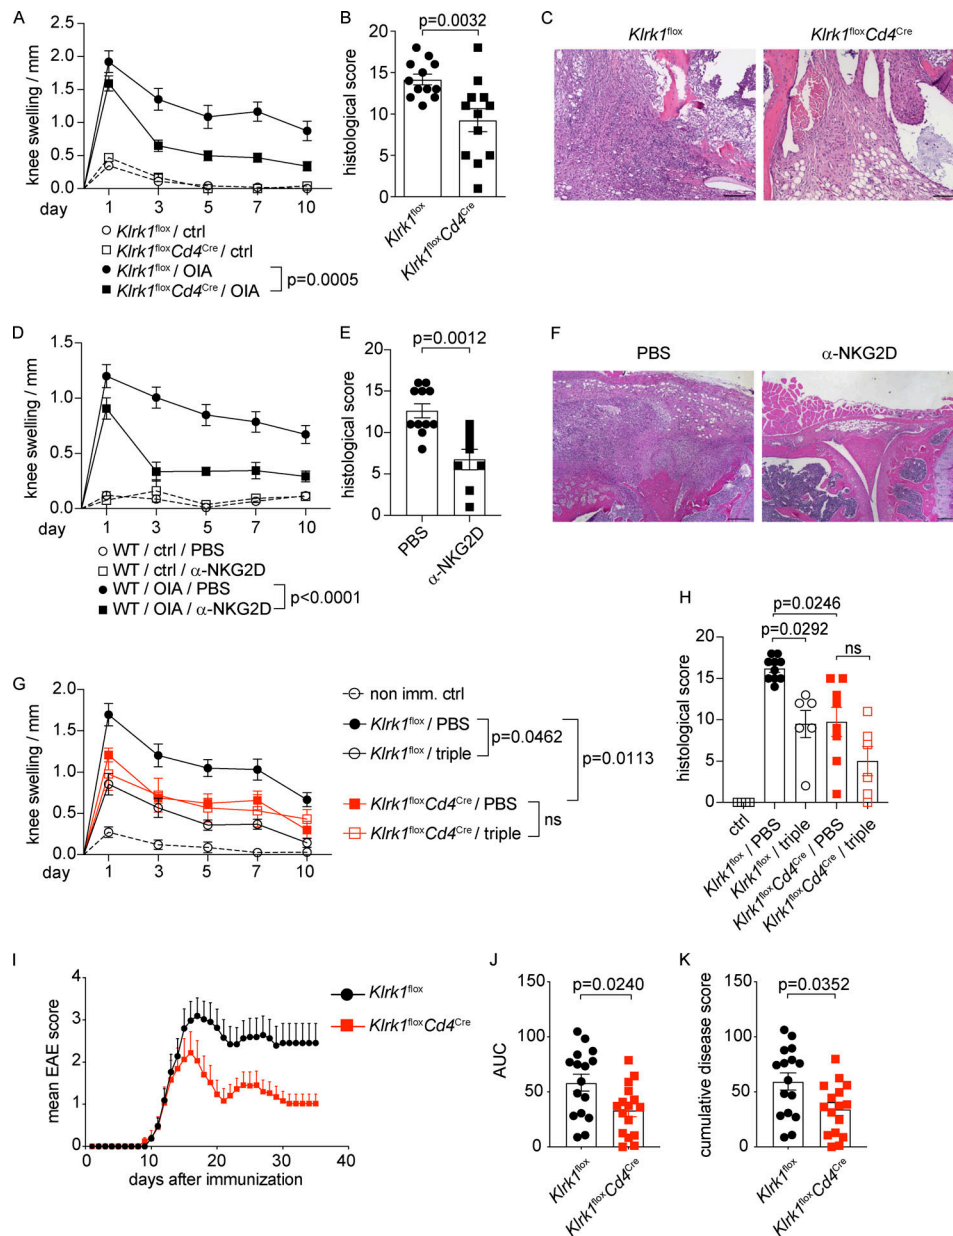 A
knee swelling / mm
2.5
2.0
1.5
1.0
0.5
0.0
day
1
3
5
7
10
Klrk1flox / ctrl
Klrk1floxCd4Cre / ctrl
Klrk1flox / OIA
Klrk1floxCd4Cre / OIA
p=0.0005
B
p=0.0032
histological score
20
15
10
5
0
Klrk1flox
Klrk1floxCd4Cre
C
Klrk1flox
Klrk1floxCd4Cre
D
knee swelling / mm
1.5
1.0
0.5
0.0
day
1
3
5
7
10
WT / ctrl / PBS
WT / ctrl / α-NKG2D
WT / OIA / PBS
WT / OIA / α-NKG2D
p<0.0001
E
p=0.0012
histological score
20
15
10
5
0
PBS
α-NKG2D
F
PBS
α-NKG2D
G
knee swelling / mm
2.0
1.5
1.0
0.5
0.0
day
1
3
5
7
10
non imm. ctrl
Klrk1flox / PBS
Klrk1flox / triple
p=0.0462
Klrk1floxCd4Cre / PBS
Klrk1floxCd4Cre / triple
ns
p=0.0113
H
p=0.0246
p=0.0292
ns
histological score
20
15
10
5
0
ctrl
Klrk1flox / PBS
Klrk1flox / triple
Klrk1floxCd4Cre / PBS
Klrk1floxCd4Cre / triple
I
mean EAE score
4
3
2
1
0
0
10
20
30
40
days after immunization
Klrk1flox
Klrk1floxCd4Cre
J
p=0.0240
AUC
150
100
50
0
Klrk1flox
Klrk1floxCd4Cre
K
p=0.0352
cumulative disease score
150
100
50
0
Klrk1flox
Klrk1floxCd4Cre